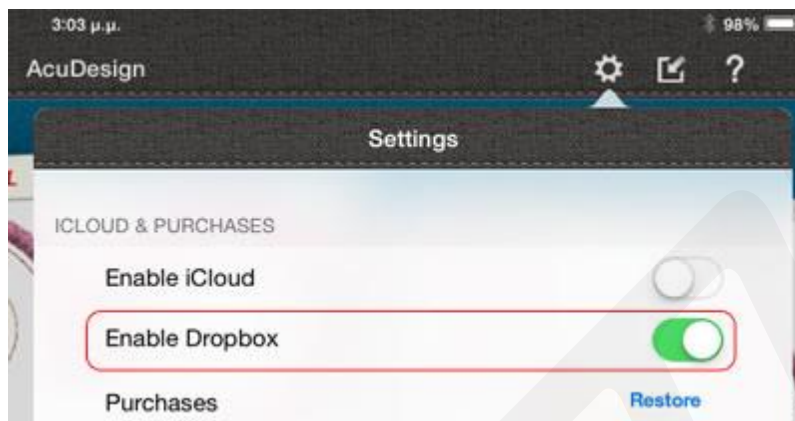 3:03 μ.μ. 98%
AcuDesign ?
Settings
ICLOUD & PURCHASES
Enable iCloud
Enable Dropbox
Purchases Restore